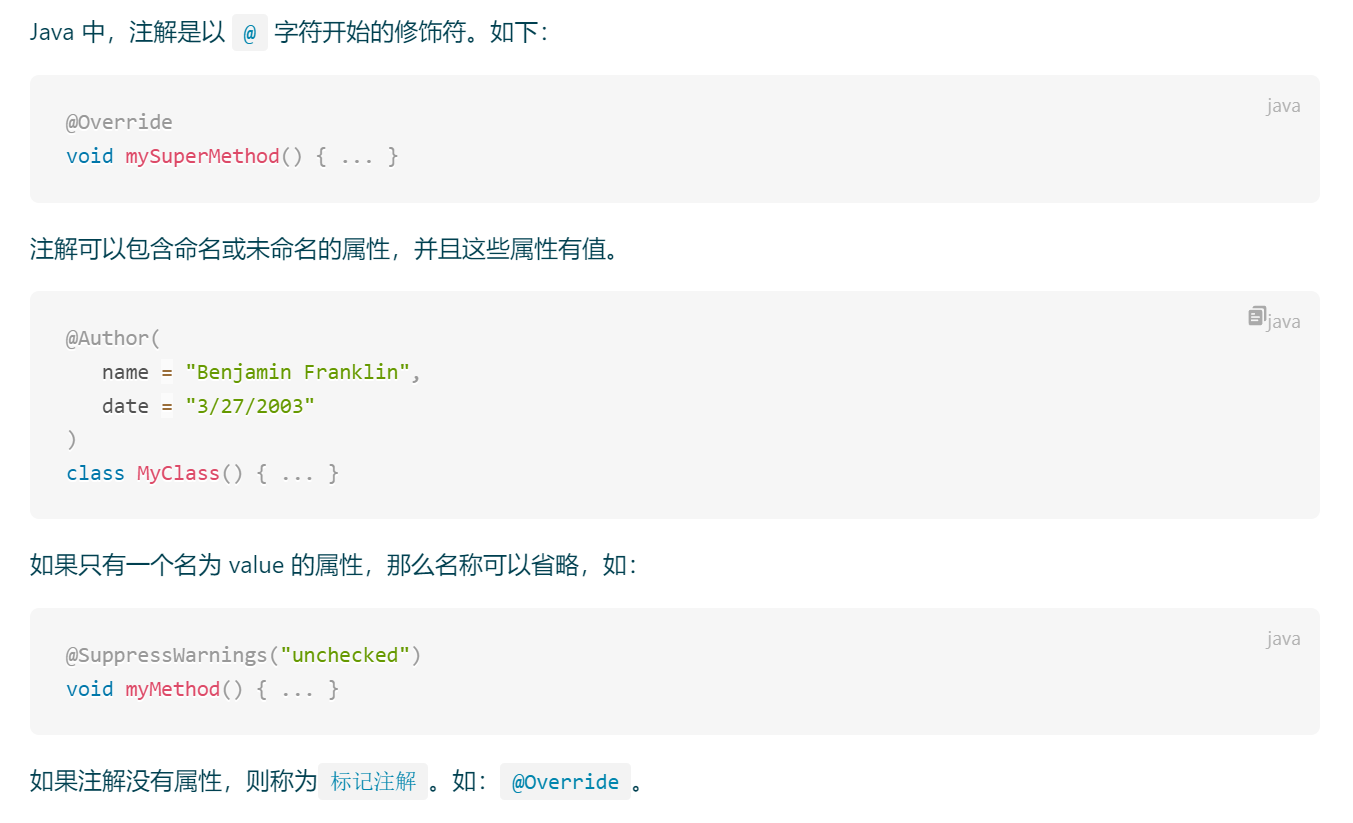 Java 中，注解是以 @ 字符开始的修饰符。如下：
java
@Override
void mySuperMethod() { ... }
注解可以包含命名或未命名的属性，并且这些属性有值。
java
@Author(
   name = "Benjamin Franklin",
   date = "3/27/2003"
)
class MyClass() { ... }
如果只有一个名为 value 的属性，那么名称可以省略，如：
java
@SuppressWarnings("unchecked")
void myMethod() { ... }
如果注解没有属性，则称为 标记注解 。如：@Override 。